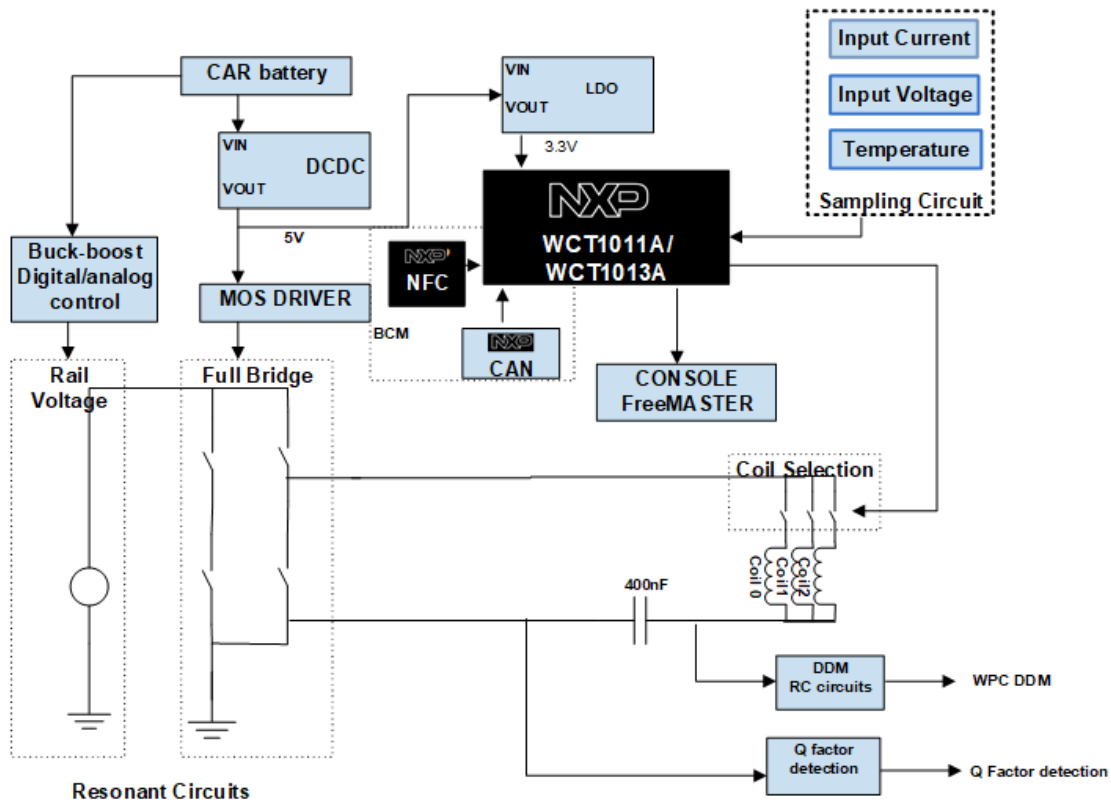 Input Current
CAR battery
VIN
LDO
VOUT
Input Voltage
VIN
DCDC
VOUT
3.3V
Temperature
NXP
Sampling Circuit
5V
WCT1011A/
WCT1013A
Buck-boost
Digital/analog
control
NXP
NFC
MOS DRIVER
BCM
NXP
CAN
Rail
Voltage
Full Bridge
CONSOLE
FreeMASTER
Coil Selection
Coil 0
Coil1
Coil2
400nF
DDM
RC circuits
WPC DDM
Q factor
detection
Q Factor detection
Resonant Circuits